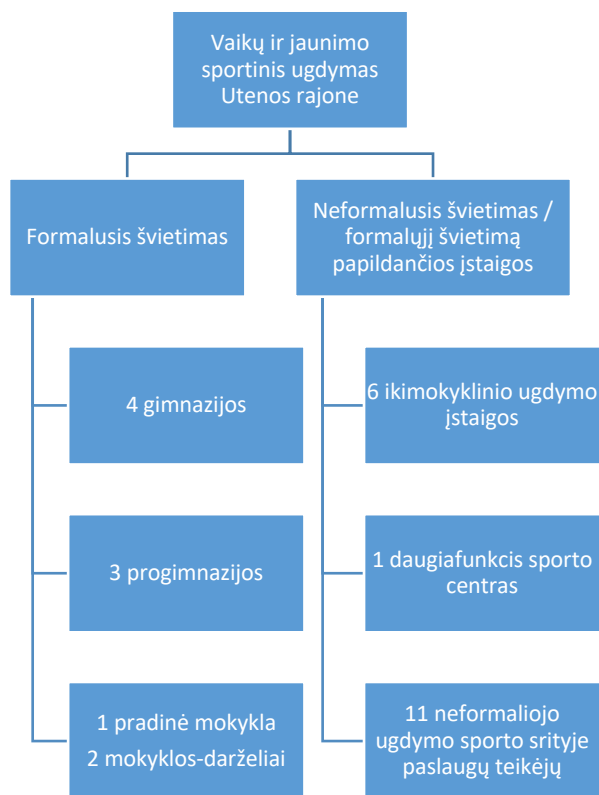 Vaikų ir jaunimo
sportinis ugdymas
Utenos rajone
Formalusis švietimas
Neformalusis švietimas /
formalųjį švietimą
papildančios įstaigos
4 gimnazijos
6 ikimokyklinio ugdymo
įstaigos
3 progimnazijos
1 daugiafunkcis sporto
centras
1 pradinė mokykla
2 mokyklos-darželiai
11 neformaliojo
ugdymo sporto srityje
paslaugų teikėjų